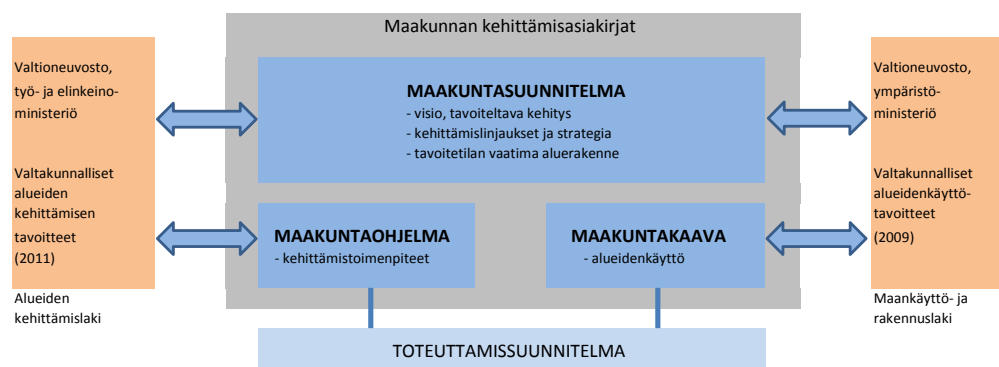 Maakunnan kehittämisasiakirjat
Valtioneuvosto,
työ- ja elinkeino-
ministeriö
Valtakunnalliset
alueiden
kehittämisen
tavoitteet
(2011)
Alueiden
kehittämislaki
MAAKUNTASUUNNITELMA
- visio, tavoiteltava kehitys
- kehittämislinjaukset ja strategia
- tavoitetilan vaatima aluerakenne
MAAKUNTAOHJELMA
- kehittämistoimenpiteet
MAAKUNTAKAAVA
- alueidenkäyttö
Valtioneuvosto,
ympäristö-
ministeriö
Valtakunnalliset
alueidenkäyttö-
tavoitteet
(2009)
Maankäyttö- ja
rakennuslaki
TOTEUTTAMISSUUNNITELMA